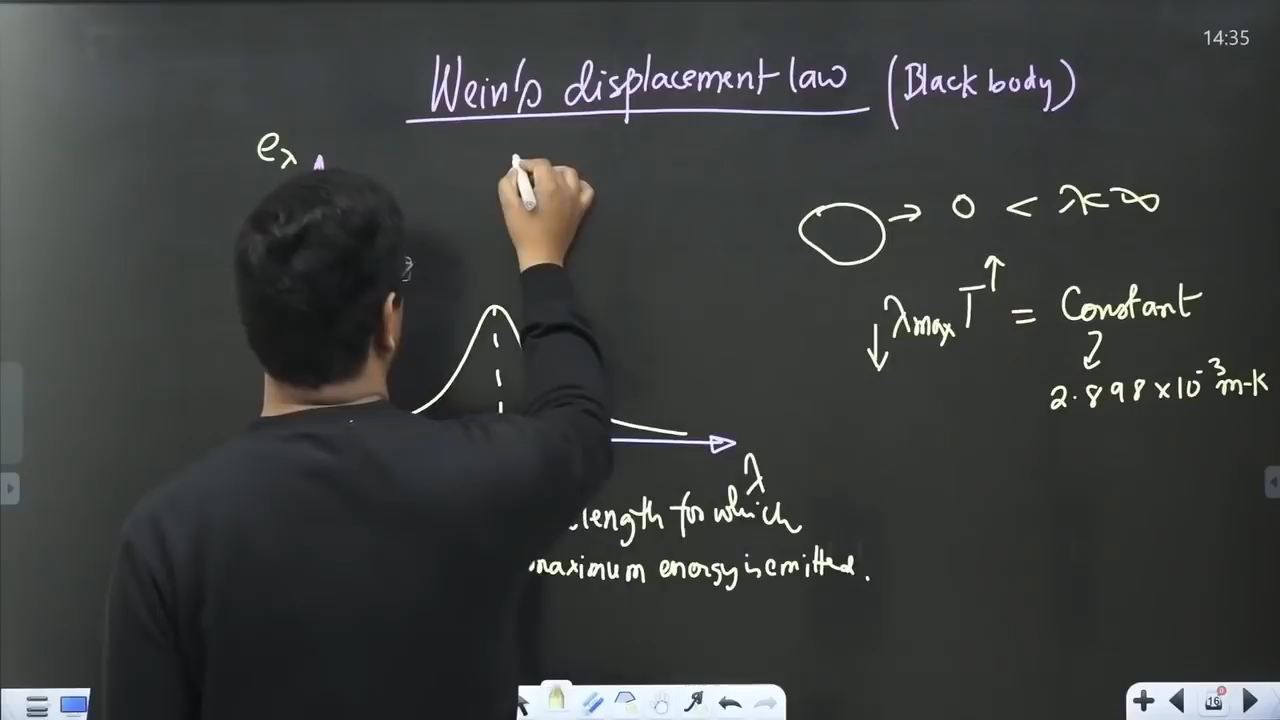 14:35
Wein's displacement law (Black body)
eλ
→ 0 < λ < ∞
↓ λmax T ↑ = Constant
2.898 × 10⁻³ m-K
λ
length for which
maximum energy is emitted.
16